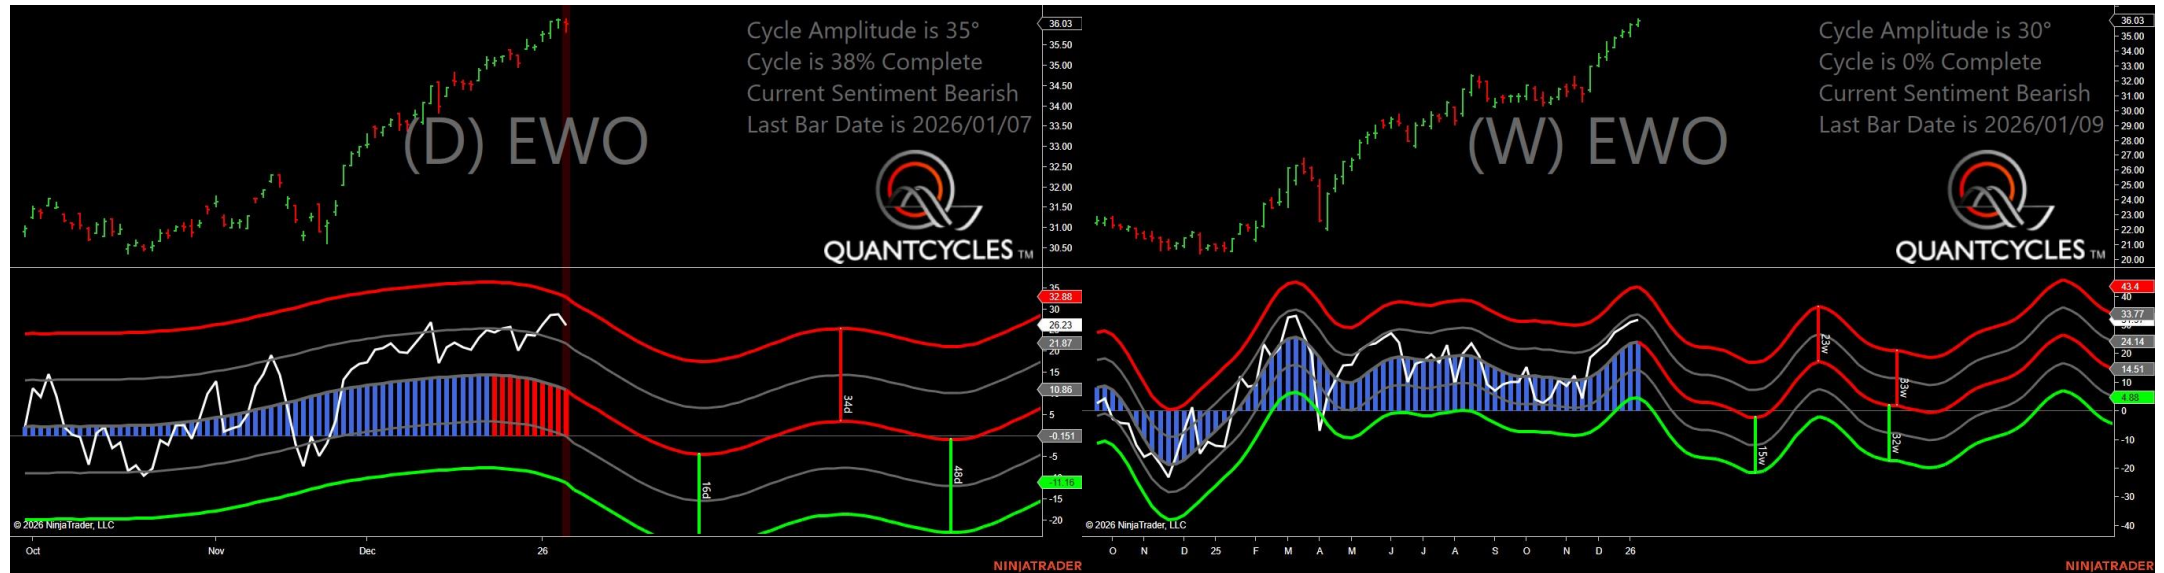 Cycle Amplitude is 35°
Cycle is 38% Complete
Current Sentiment Bearish
Last Bar Date is 2026/01/07
(D) EWO
QUANTCYCLES TM
36.03
35.50
35.00
34.50
34.00
33.50
33.00
32.50
32.00
31.50
31.00
30.50
35
32.88
30
26.23
21.87
20
15
10.86
5
-0.151
-5
-11.16
-15
-20
34d
16d
48d
© 2026 NinjaTrader, LLC
Oct Nov Dec 26
NINJATRADER
Cycle Amplitude is 30°
Cycle is 0% Complete
Current Sentiment Bearish
Last Bar Date is 2026/01/09
(W) EWO
QUANTCYCLES TM
36.03
35.00
34.00
33.00
32.00
31.00
30.00
29.00
28.00
27.00
26.00
25.00
24.00
23.00
22.00
21.00
20.00
43.4
40
33.77
24.14
20
14.51
10
4.88
0
-10
-20
-30
-40
23w
33w
15w
32w
© 2026 NinjaTrader, LLC
O N D 25 F M A M J J A S O N D 26
NINJATRADER